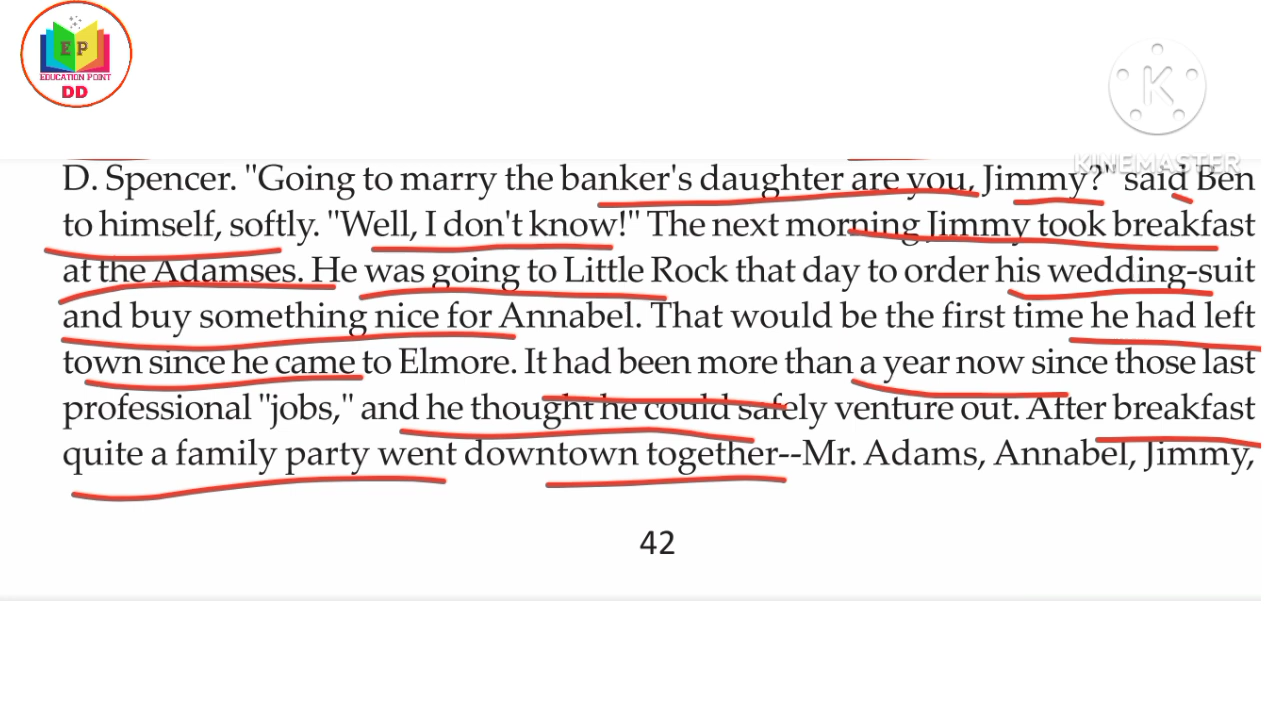 E P
EDUCATION POINT
DD
K
KINEMASTER
D. Spencer. "Going to marry the banker's daughter are you, Jimmy?" said Ben
to himself, softly. "Well, I don't know!" The next morning Jimmy took breakfast
at the Adamses. He was going to Little Rock that day to order his wedding-suit
and buy something nice for Annabel. That would be the first time he had left
town since he came to Elmore. It had been more than a year now since those last
professional "jobs," and he thought he could safely venture out. After breakfast
quite a family party went downtown together--Mr. Adams, Annabel, Jimmy,
42